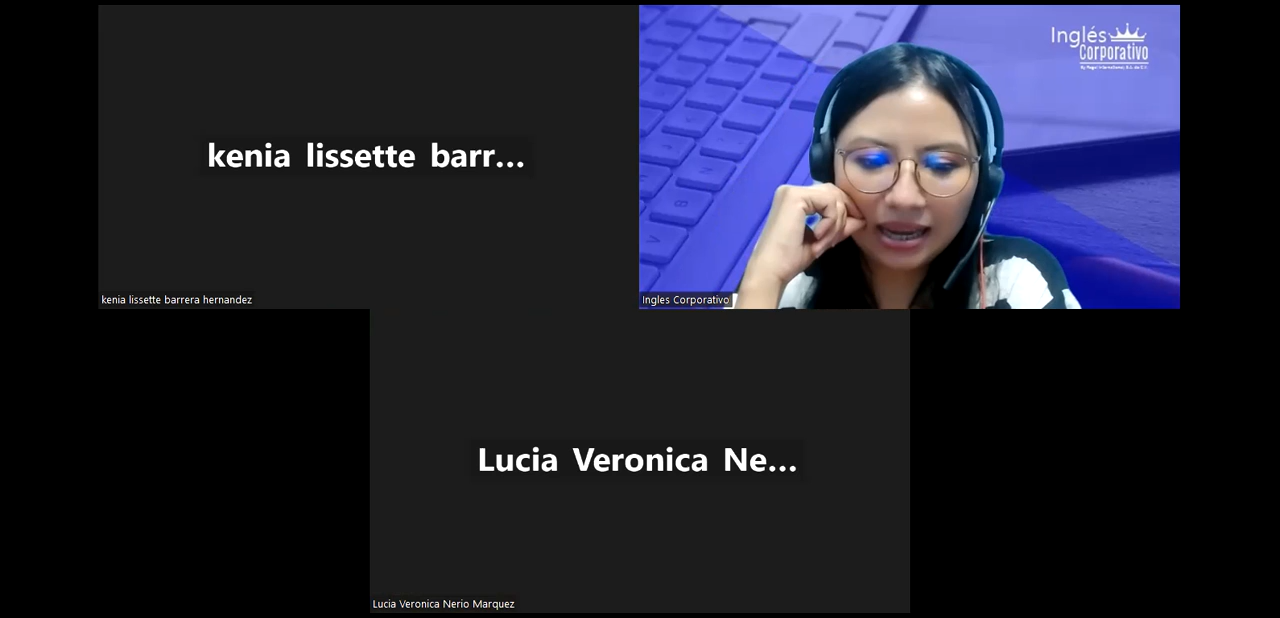 kenia lissette barr...
kenia lissette barrera hernandez
Inglés
Corporativo
Ingles Corporativo
Lucia Veronica Ne...
Lucia Veronica Nerio Marquez